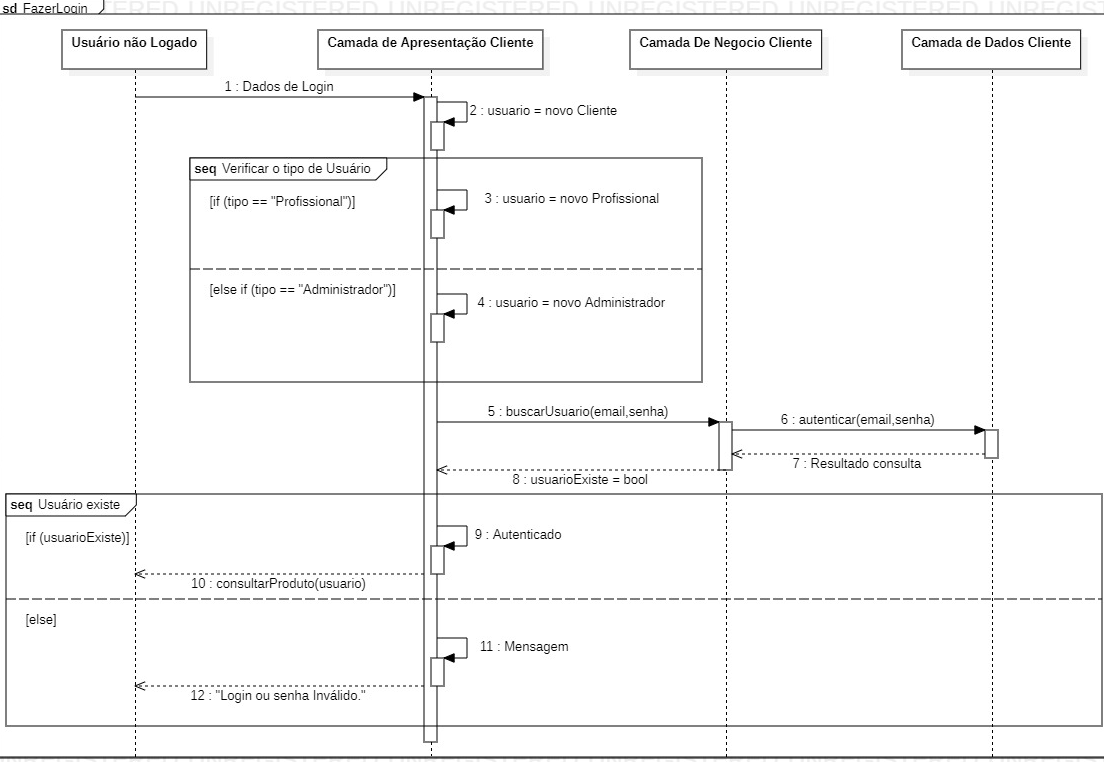 sd FazerLogin
UNREGISTERED UNREGISTERED UNREGISTERED UNREGISTERED UNREGISTERED
Usuário não Logado
Camada de Apresentação Cliente
Camada De Negocio Cliente
Camada de Dados Cliente
1 : Dados de Login
2 : usuario = novo Cliente
seq Verificar o tipo de Usuário
[if (tipo == "Profissional")]
3 : usuario = novo Profissional
[else if (tipo == "Administrador")]
4 : usuario = novo Administrador
5 : buscarUsuario(email,senha)
6 : autenticar(email,senha)
7 : Resultado consulta
8 : usuarioExiste = bool
seq Usuário existe
[if (usuarioExiste)]
9 : Autenticado
10 : consultarProduto(usuario)
[else]
11 : Mensagem
12 : "Login ou senha Inválido."